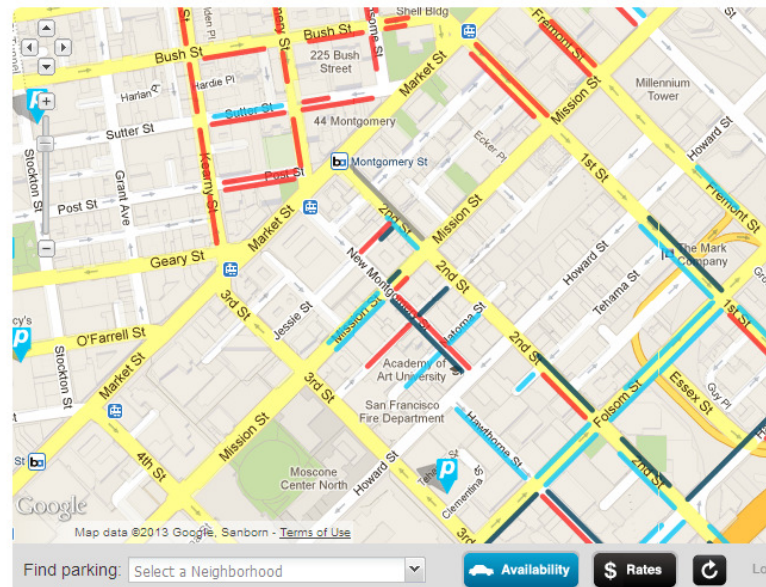 Shell Bldg
Bush St
Bush St
225 Bush
Street
Hardie Pl
Harlan Pl
Market St
Fremont St
Mission St
Millennium
Tower
Sutter St
Sutter St
44 Montgomery
Ecker Pl
Howard St
Montgomery St
1st St
Stockton St
Grant Ave
Kearny St
Post St
Post St
2nd St
Mission St
Fremont St
Market St
Geary St
New Montgomery St
2nd St
Howard St
The Mark
Company
Tehama St
3rd St
Jessie St
Mission St
Natoma St
2nd St
1st St
O'Farrell St
Stockton St
Market St
Academy of
Art University
Essex St
Guy Pl
3rd St
San Francisco
Fire Department
Folsom St
Mission St
Hawthorne St
4th St
Howard St
Moscone
Center North
Clementina St
2nd St
3rd
Google
Map data ©2013 Google, Sanborn - Terms of Use
Find parking: Select a Neighborhood Availability $ Rates